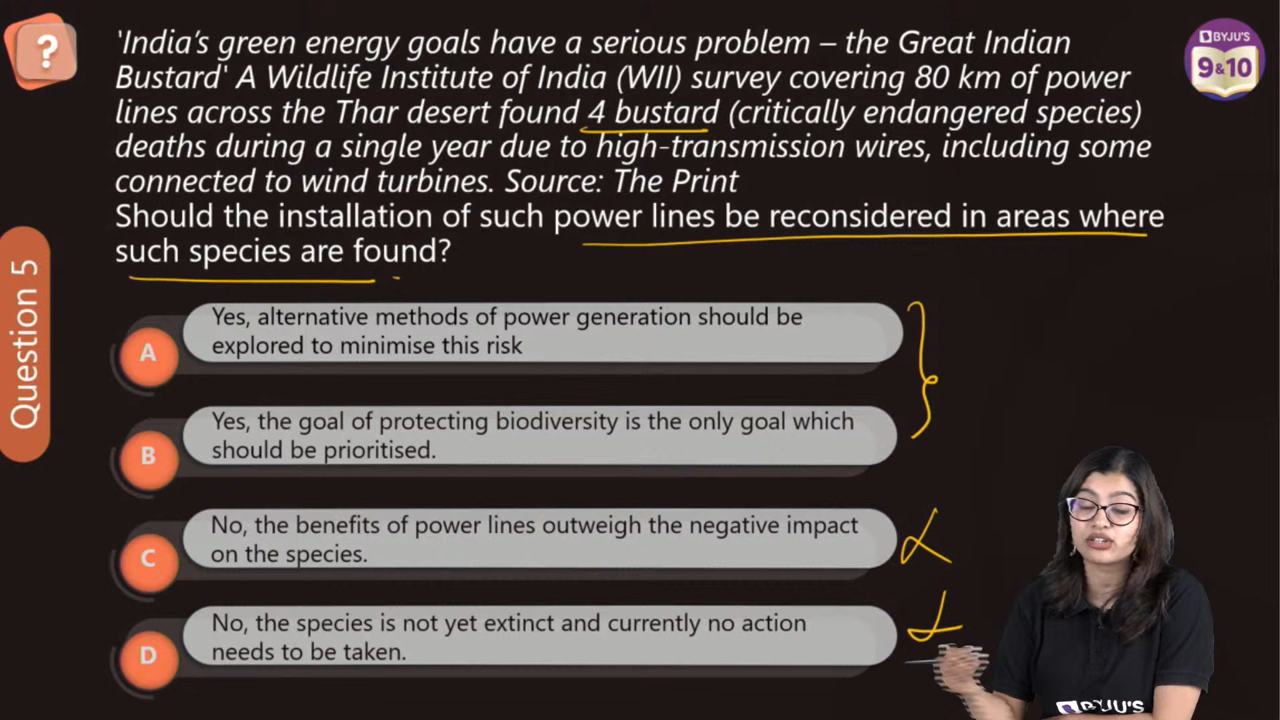 ?
'India's green energy goals have a serious problem – the Great Indian
Bustard' A Wildlife Institute of India (WII) survey covering 80 km of power
lines across the Thar desert found 4 bustard (critically endangered species)
deaths during a single year due to high-transmission wires, including some
connected to wind turbines. Source: The Print
Should the installation of such power lines be reconsidered in areas where
such species are found?
BYJU'S
9&10
Question 5
A
Yes, alternative methods of power generation should be
explored to minimise this risk
B
Yes, the goal of protecting biodiversity is the only goal which
should be prioritised.
C
No, the benefits of power lines outweigh the negative impact
on the species.
D
No, the species is not yet extinct and currently no action
needs to be taken.
BYJU'S